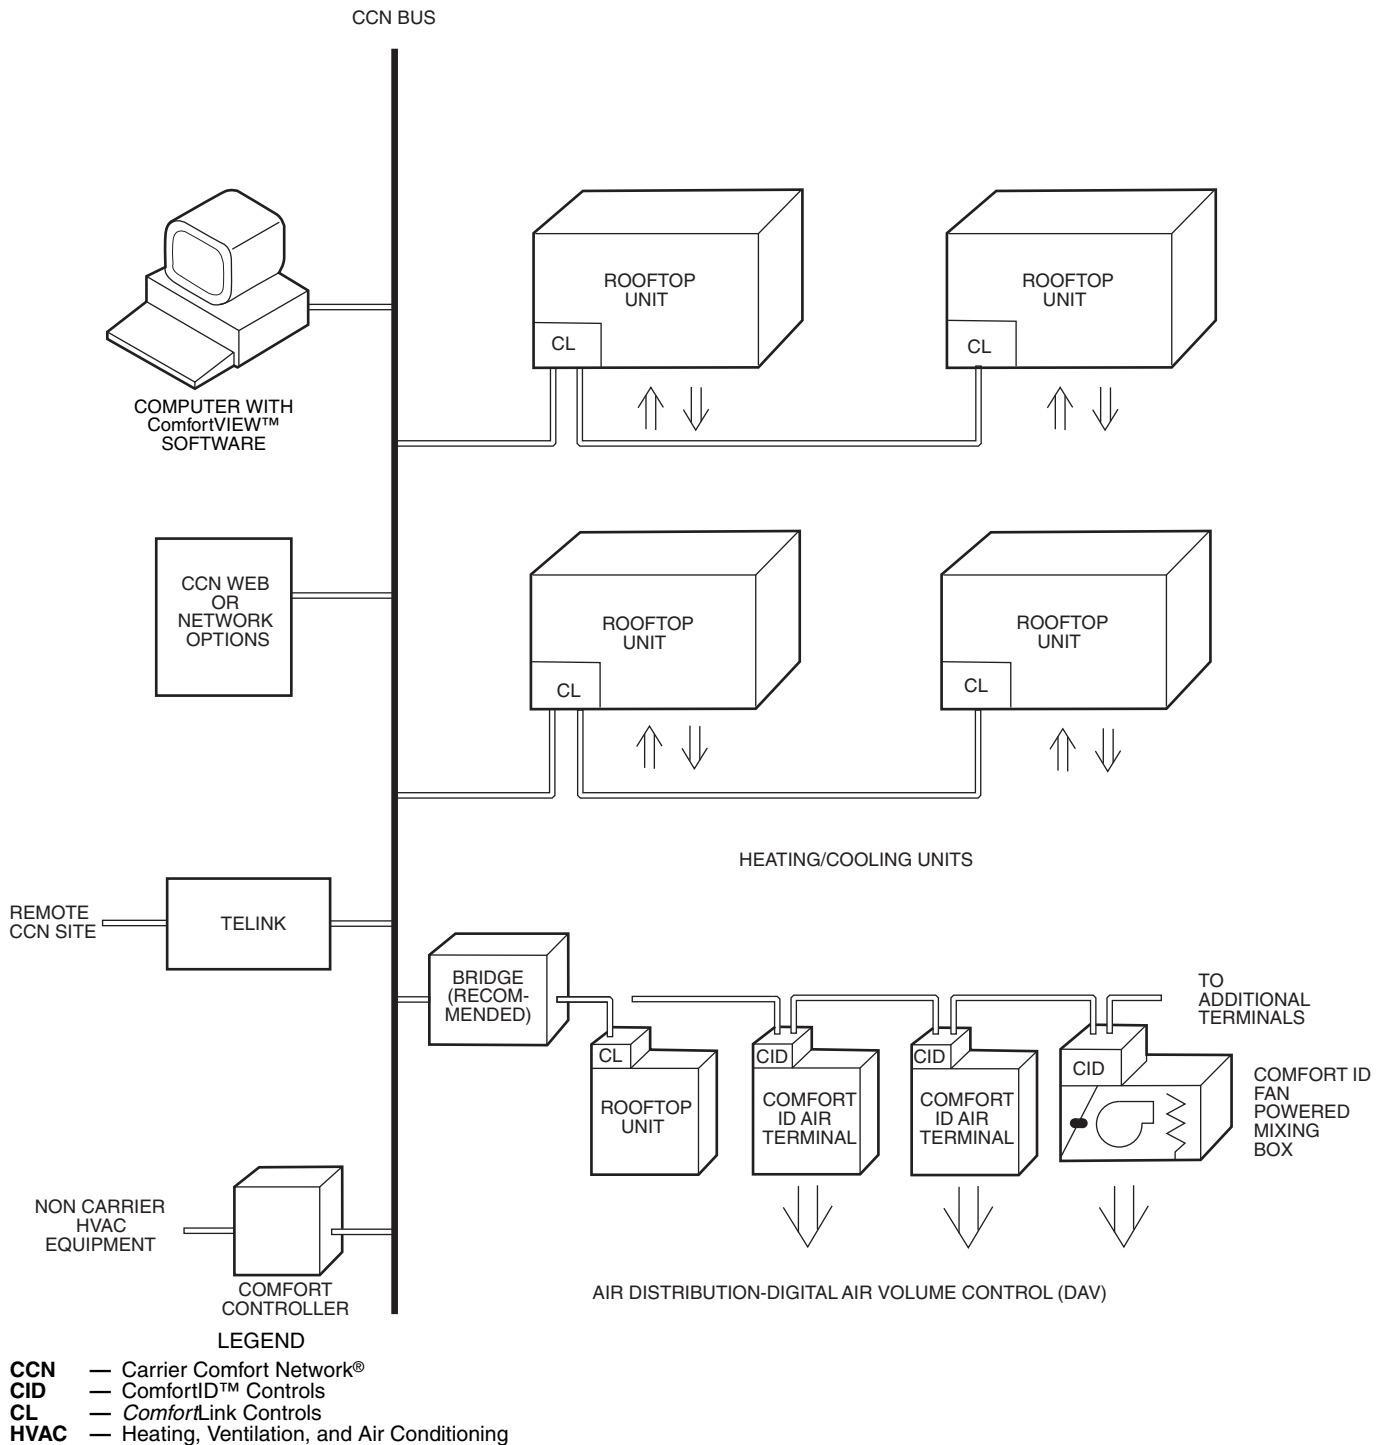 CCN BUS
ROOFTOP
UNIT
CL
ROOFTOP
UNIT
CL
COMPUTER WITH
ComfortVIEW™
SOFTWARE
CCN WEB
OR
NETWORK
OPTIONS
ROOFTOP
UNIT
CL
ROOFTOP
UNIT
CL
HEATING/COOLING UNITS
REMOTE
CCN SITE
TELINK
BRIDGE
(RECOM-
MENDED)
TO
ADDITIONAL
TERMINALS
CL
ROOFTOP
UNIT
CID
COMFORT
ID AIR
TERMINAL
CID
COMFORT
ID AIR
TERMINAL
CID
COMFORT ID
FAN
POWERED
MIXING
BOX
NON CARRIER
HVAC
EQUIPMENT
COMFORT
CONTROLLER
AIR DISTRIBUTION-DIGITAL AIR VOLUME CONTROL (DAV)
LEGEND
CCN — Carrier Comfort Network®
CID — ComfortID™ Controls
CL — ComfortLink Controls
HVAC — Heating, Ventilation, and Air Conditioning